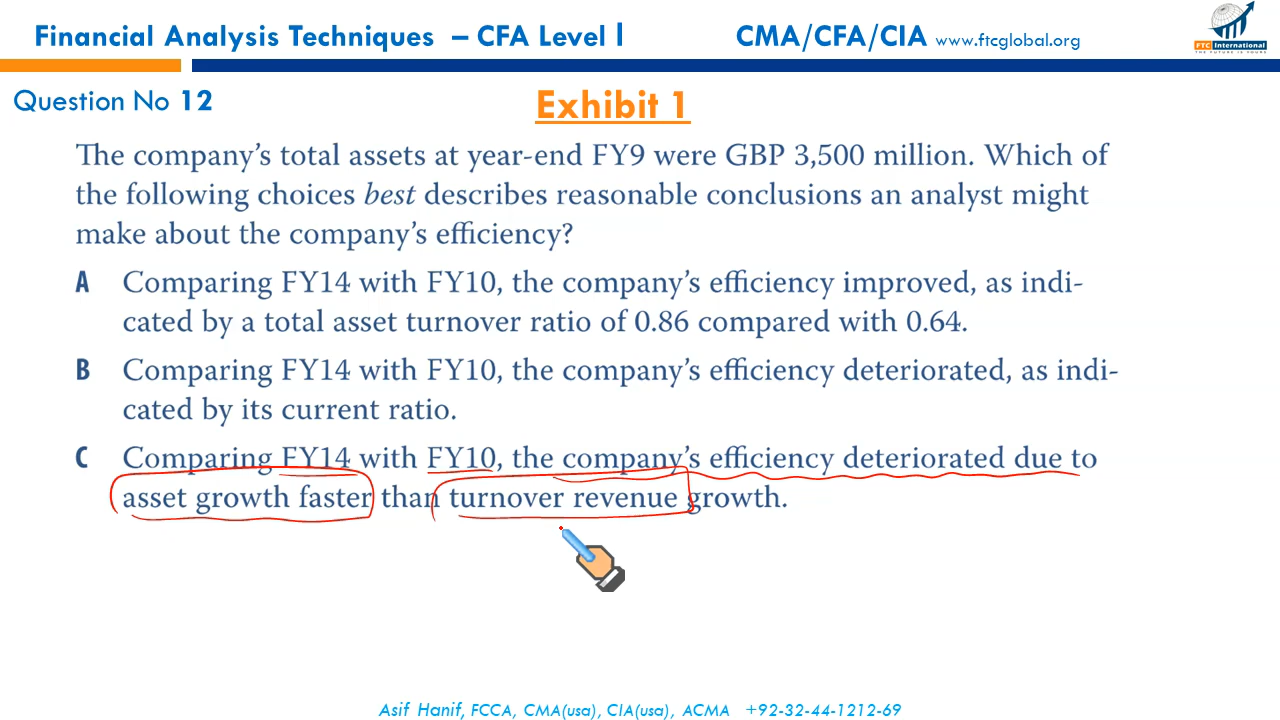 Financial Analysis Techniques – CFA Level I
CMA/CFA/CIA www.ftcglobal.org
FTC International
THE FUTURE IS YOURS
Question No 12
Exhibit 1
The company's total assets at year-end FY9 were GBP 3,500 million. Which of
the following choices best describes reasonable conclusions an analyst might
make about the company's efficiency?
A Comparing FY14 with FY10, the company's efficiency improved, as indi-
cated by a total asset turnover ratio of 0.86 compared with 0.64.
B Comparing FY14 with FY10, the company's efficiency deteriorated, as indi-
cated by its current ratio.
C Comparing FY14 with FY10, the company's efficiency deteriorated due to
asset growth faster than turnover revenue growth.
Asif Hanif, FCCA, CMA(usa), CIA(usa), ACMA +92-32-44-1212-69